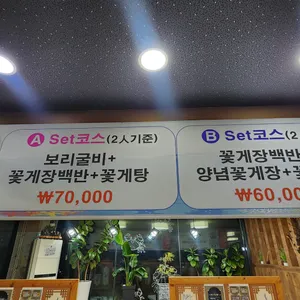 A Set코스(2人기준)
보리굴비+
꽃게장백반+꽃게탕
₩70,000
B Set코스(2
꽃게장백반
양념꽃게장+
₩60,00